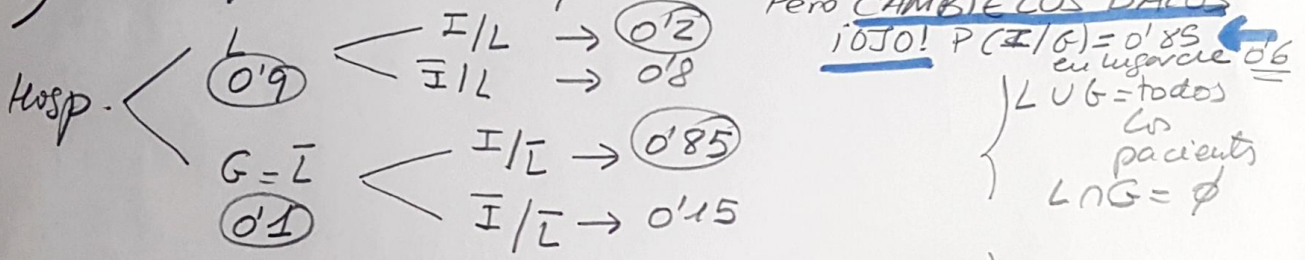 Pero CAMBIÉ LOS DATOS
¡OJO! P(I/G)=0'85
en lugar de 0'6
L
0'9
I/L → 0'2
I̅/L → 0'8
Hosp.
G = L̅
0'1
I/L̅ → 0'85
I̅/L̅ → 0'15
L ∪ G = todos
los
pacients
L ∩ G = ∅